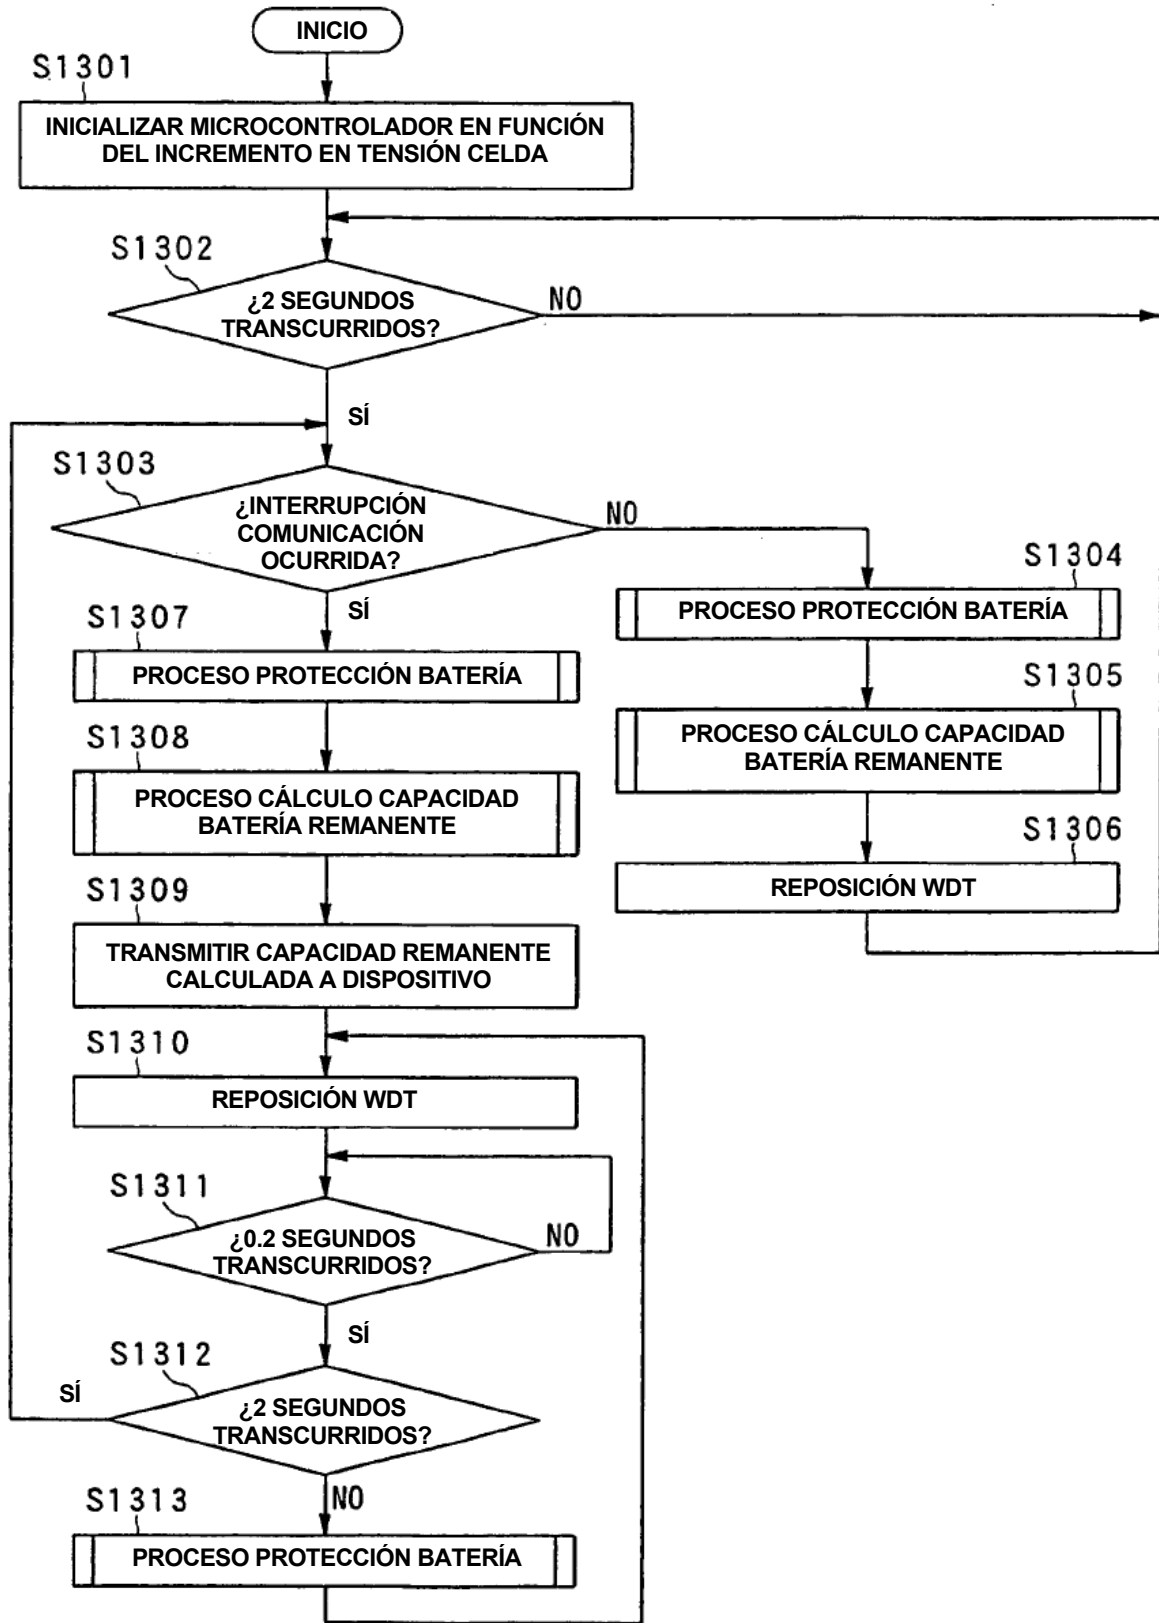 INICIO
S1301
INICIALIZAR MICROCONTROLADOR EN FUNCIÓN
DEL INCREMENTO EN TENSIÓN CELDA
S1302
¿2 SEGUNDOS
TRANSCURRIDOS?
NO
SÍ
S1303
¿INTERRUPCIÓN
COMUNICACIÓN
OCURRIDA?
NO
SÍ
S1304
PROCESO PROTECCIÓN BATERÍA
S1305
PROCESO CÁLCULO CAPACIDAD
BATERÍA REMANENTE
S1306
REPOSICIÓN WDT
S1307
PROCESO PROTECCIÓN BATERÍA
S1308
PROCESO CÁLCULO CAPACIDAD
BATERÍA REMANENTE
S1309
TRANSMITIR CAPACIDAD REMANENTE
CALCULADA A DISPOSITIVO
S1310
REPOSICIÓN WDT
S1311
¿0.2 SEGUNDOS
TRANSCURRIDOS?
NO
SÍ
S1312
SÍ
¿2 SEGUNDOS
TRANSCURRIDOS?
NO
S1313
PROCESO PROTECCIÓN BATERÍA